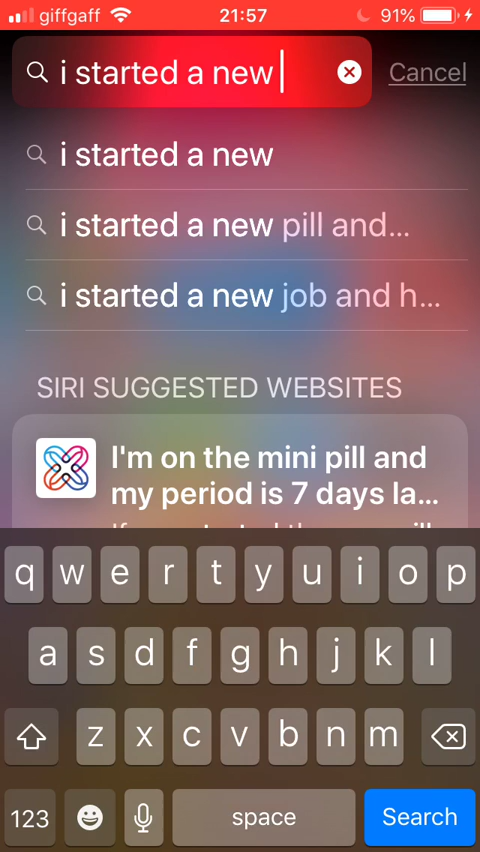 giffgaff 21:57 91%
i started a new Cancel
i started a new
i started a new pill and...
i started a new job and h...
SIRI SUGGESTED WEBSITES
I'm on the mini pill and
my period is 7 days la...
q w e r t y u i o p
a s d f g h j k l
z x c v b n m
123 space Search